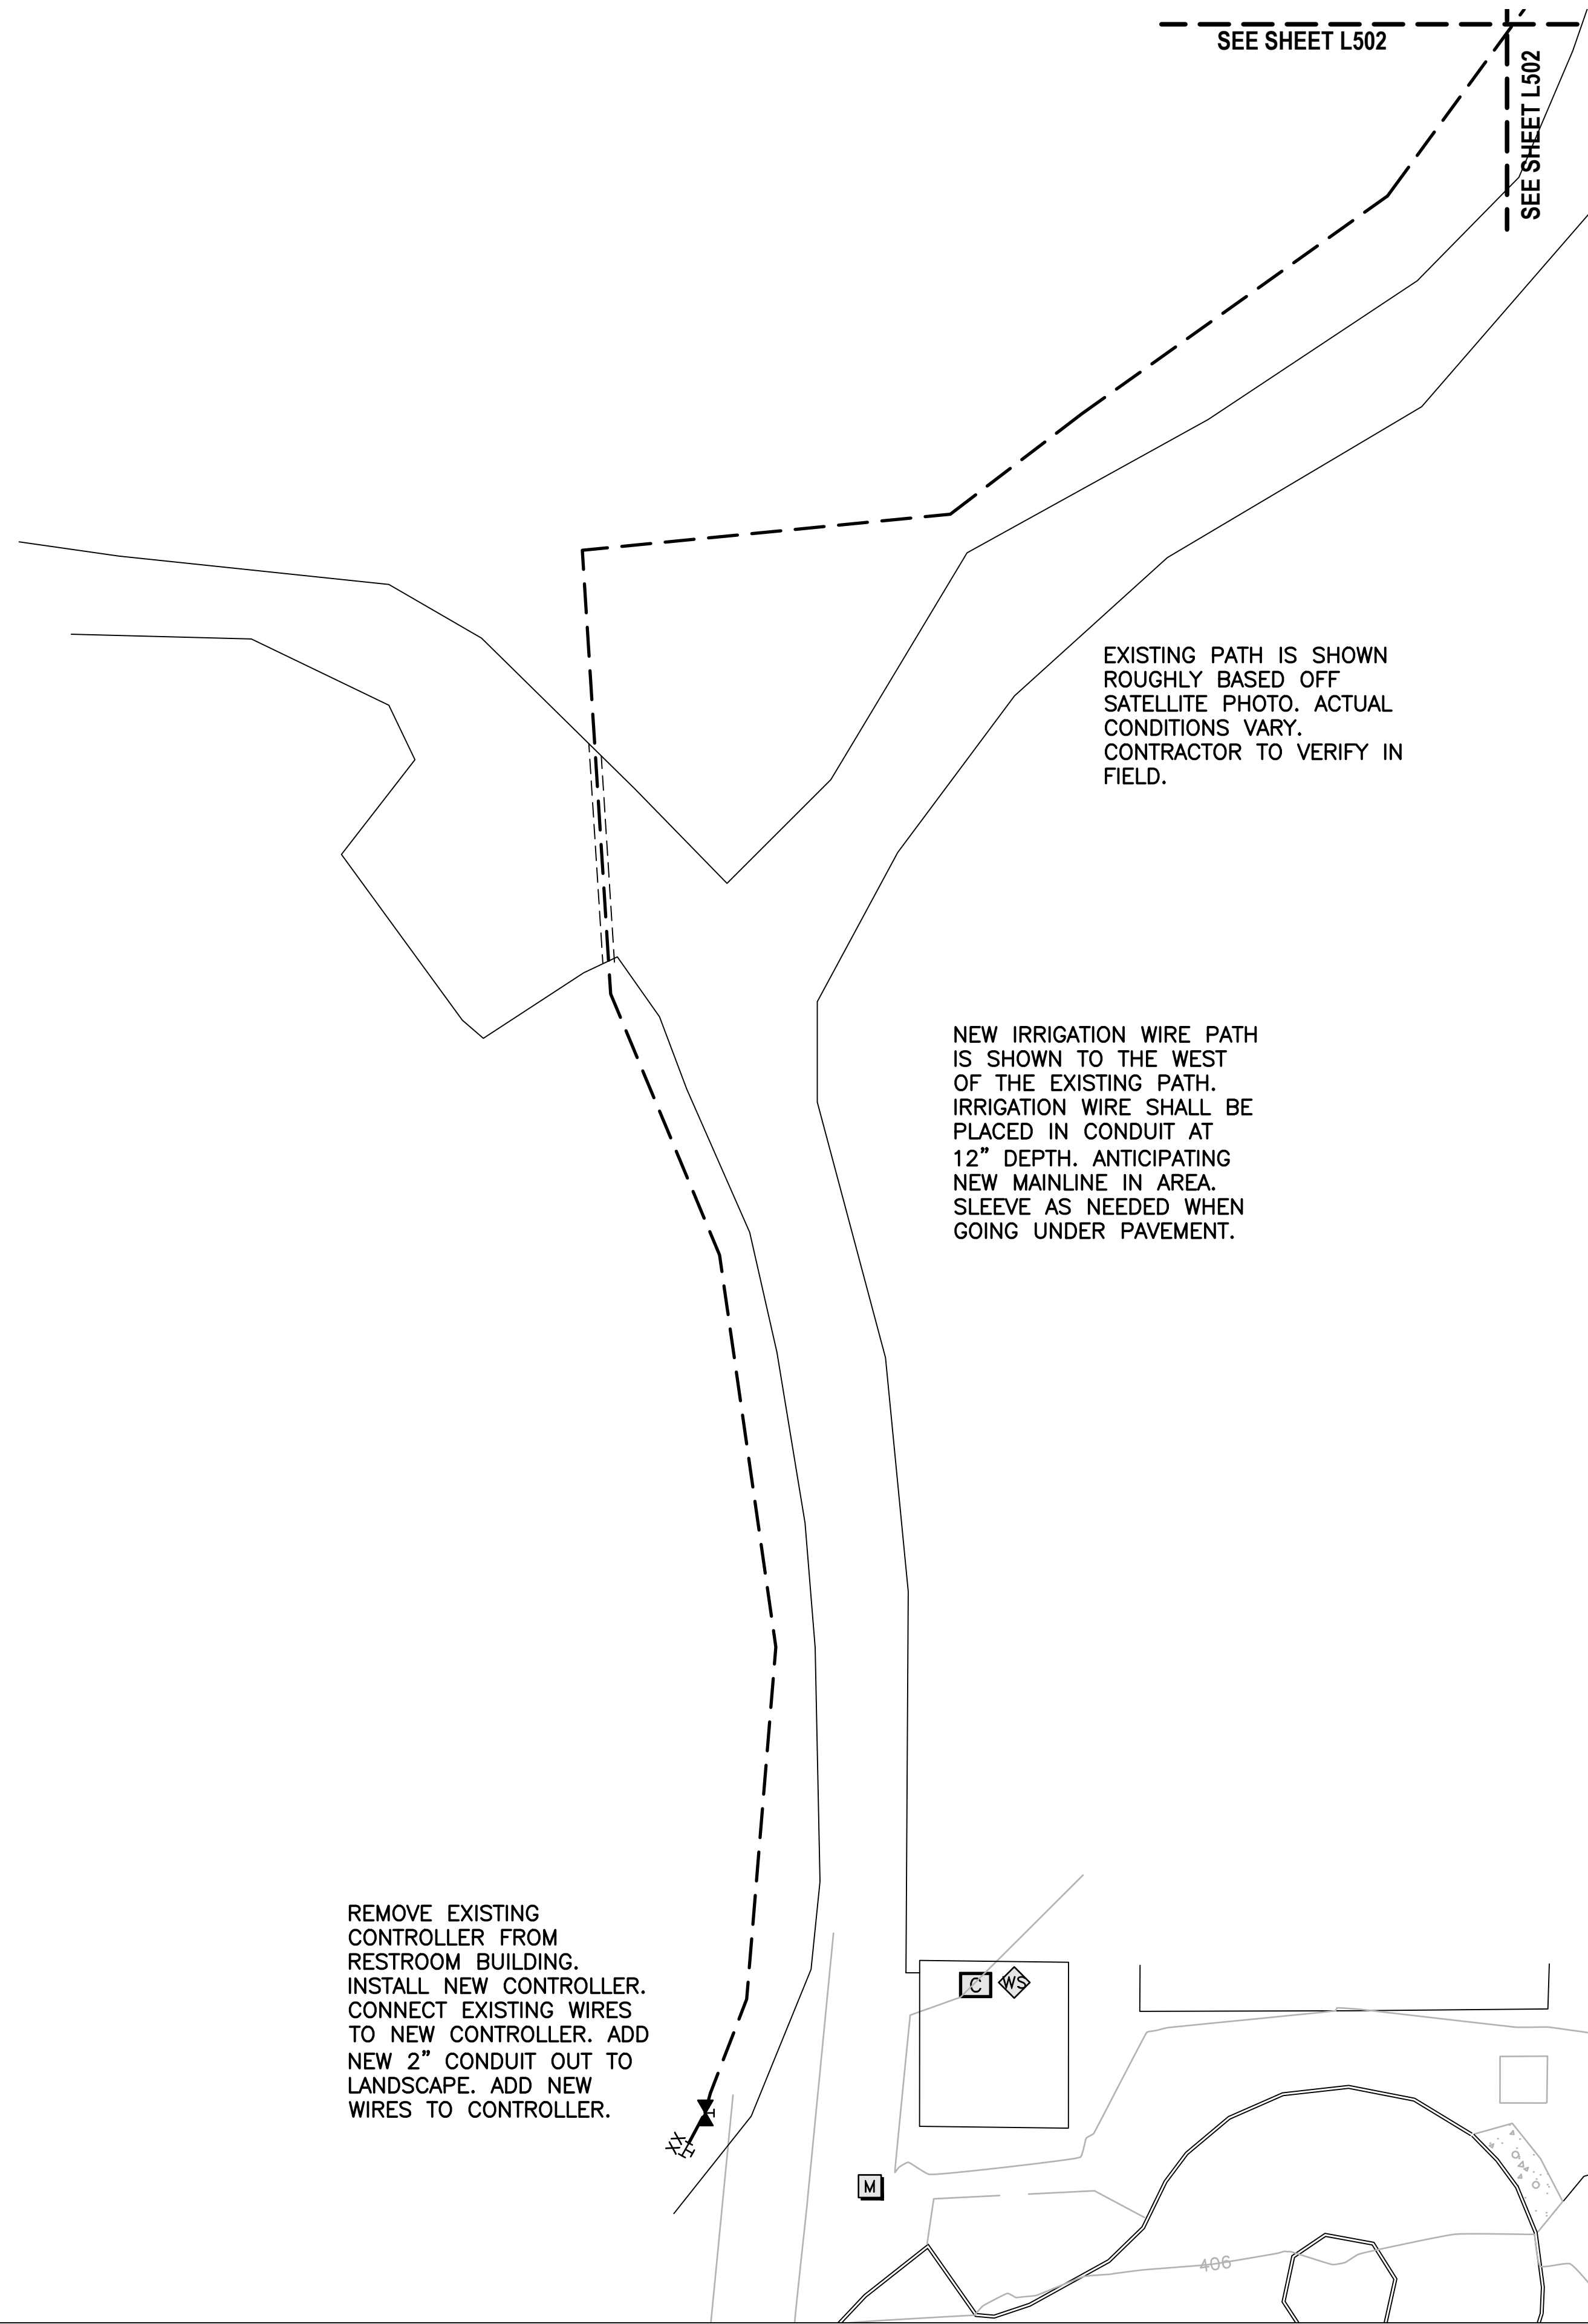 SEE SHEET L502
SEE SHEET L502
EXISTING PATH IS SHOWN
ROUGHLY BASED OFF
SATELLITE PHOTO. ACTUAL
CONDITIONS VARY.
CONTRACTOR TO VERIFY IN
FIELD.
NEW IRRIGATION WIRE PATH
IS SHOWN TO THE WEST
OF THE EXISTING PATH.
IRRIGATION WIRE SHALL BE
PLACED IN CONDUIT AT
12” DEPTH. ANTICIPATING
NEW MAINLINE IN AREA.
SLEEVE AS NEEDED WHEN
GOING UNDER PAVEMENT.
REMOVE EXISTING
CONTROLLER FROM
RESTROOM BUILDING.
INSTALL NEW CONTROLLER.
CONNECT EXISTING WIRES
TO NEW CONTROLLER. ADD
NEW 2” CONDUIT OUT TO
LANDSCAPE. ADD NEW
WIRES TO CONTROLLER.
C
WS
XX
M
406